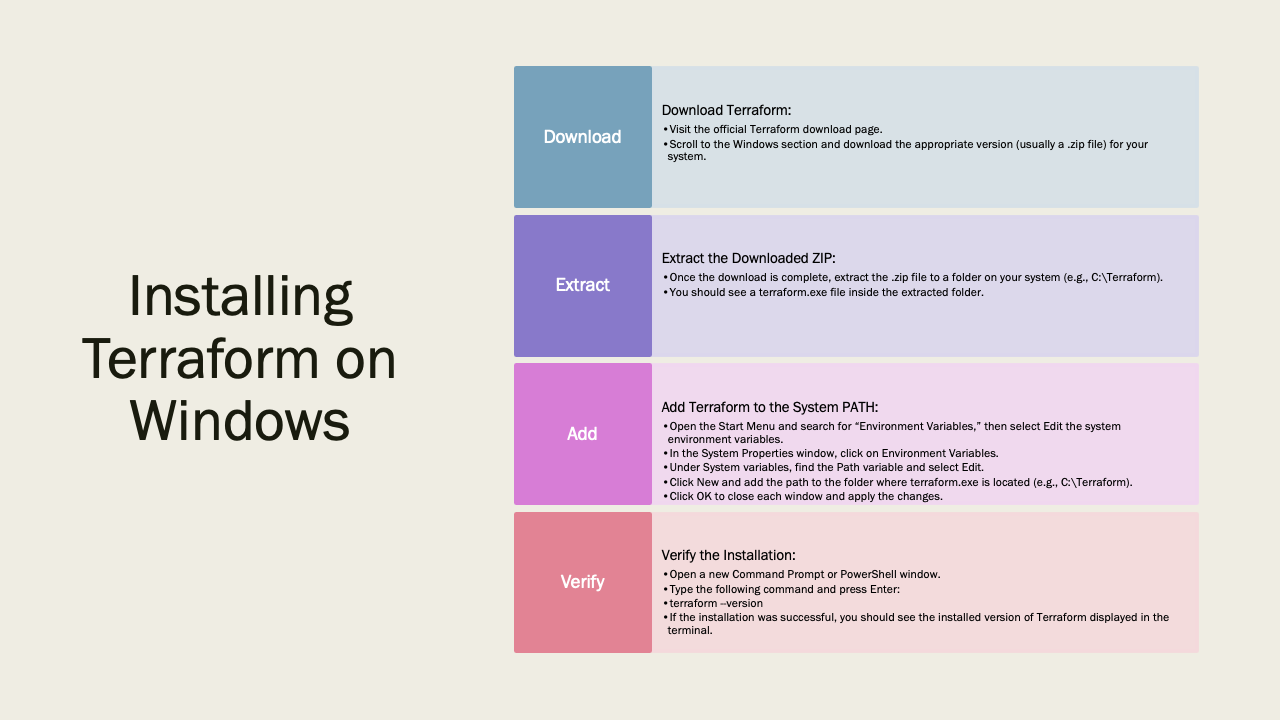 Installing
Terraform on
Windows
Download
Download Terraform:
•Visit the official Terraform download page.
•Scroll to the Windows section and download the appropriate version (usually a .zip file) for your
system.
Extract
Extract the Downloaded ZIP:
•Once the download is complete, extract the .zip file to a folder on your system (e.g., C:\Terraform).
•You should see a terraform.exe file inside the extracted folder.
Add
Add Terraform to the System PATH:
•Open the Start Menu and search for “Environment Variables,” then select Edit the system
environment variables.
•In the System Properties window, click on Environment Variables.
•Under System variables, find the Path variable and select Edit.
•Click New and add the path to the folder where terraform.exe is located (e.g., C:\Terraform).
•Click OK to close each window and apply the changes.
Verify
Verify the Installation:
•Open a new Command Prompt or PowerShell window.
•Type the following command and press Enter:
•terraform –version
•If the installation was successful, you should see the installed version of Terraform displayed in the
terminal.